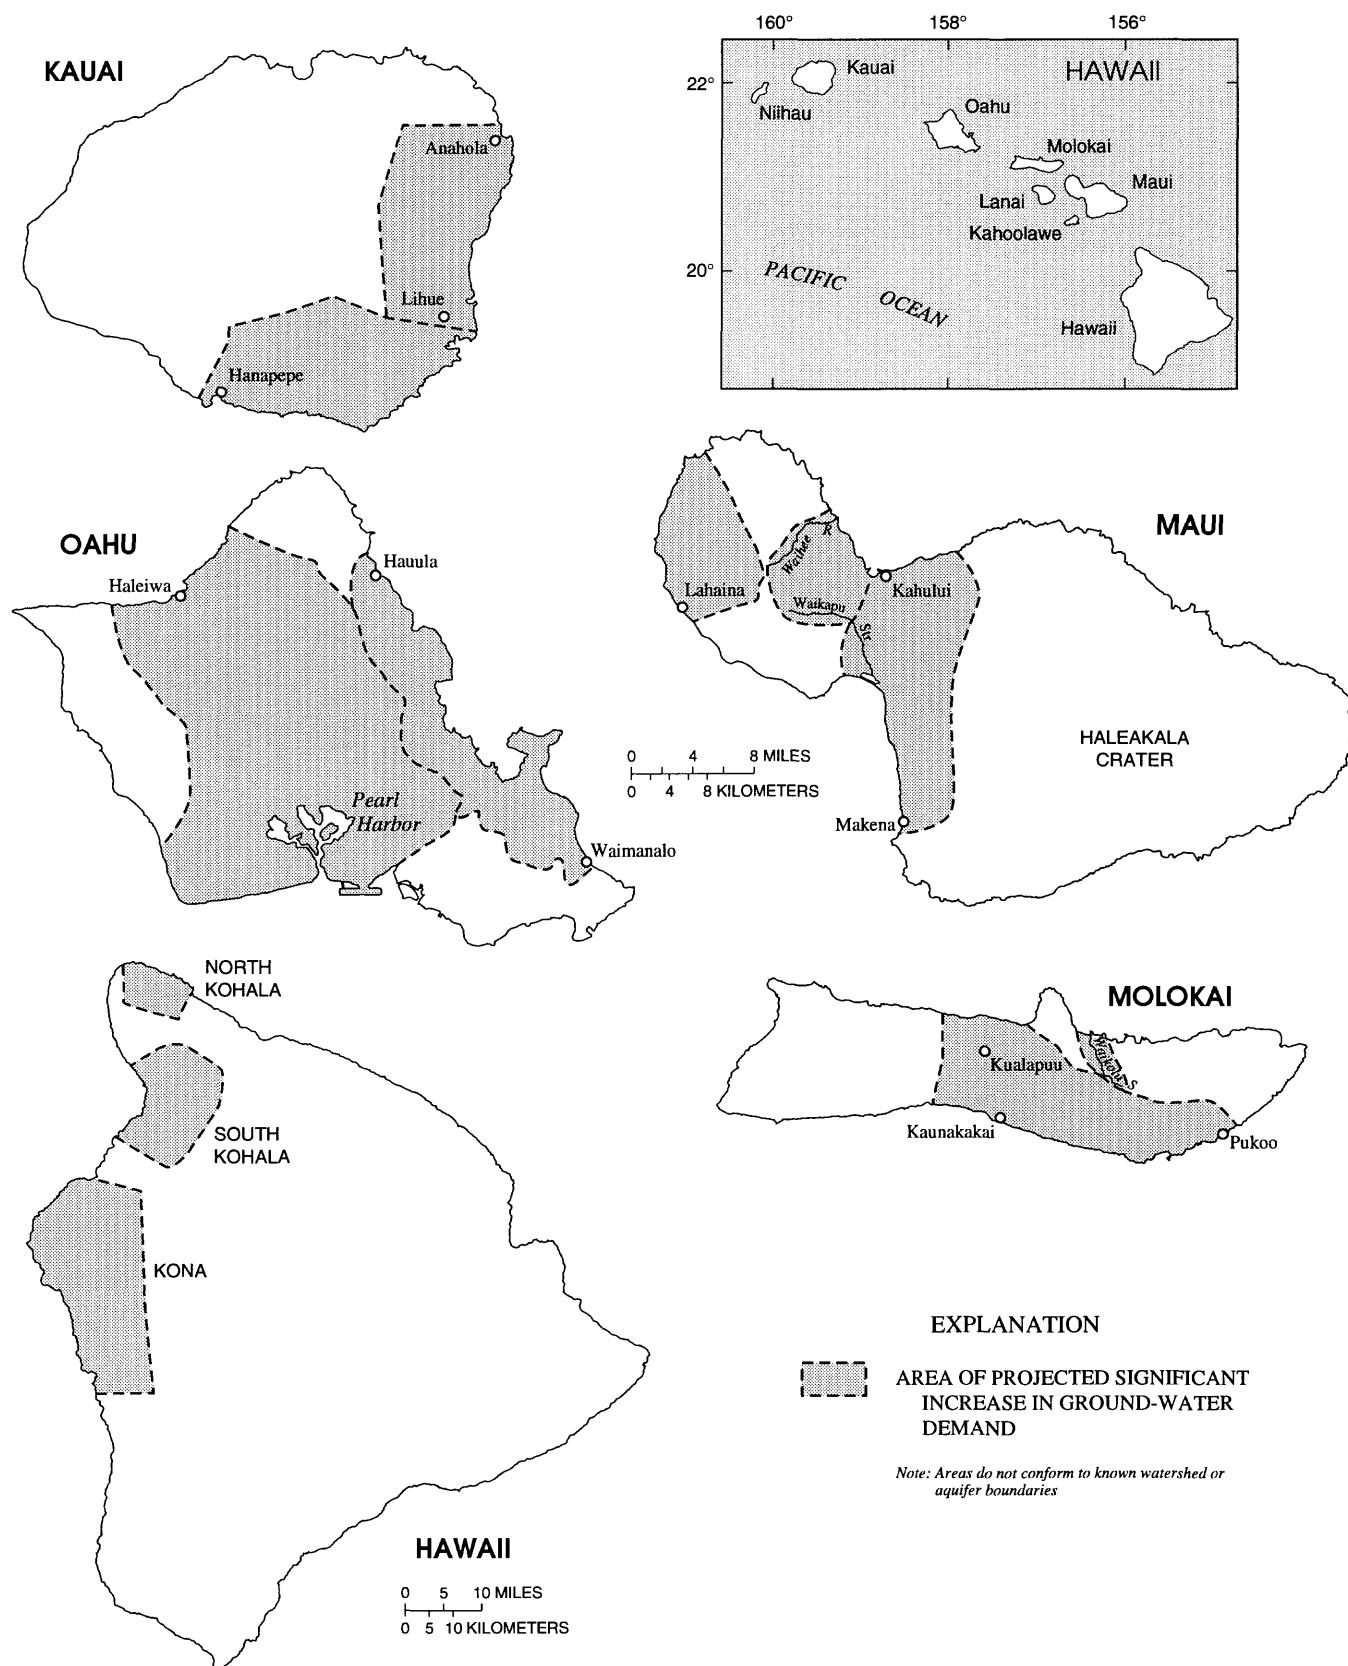 KAUAI
Anahola
Lihue
Hanapepe
160°
158°
156°
22°
20°
HAWAII
Kauai
Niihau
Oahu
Molokai
Maui
Lanai
Kahoolawe
Hawaii
PACIFIC OCEAN
OAHU
Haleiwa
Hauula
Pearl
Harbor
Waimanalo
MAUI
Waihee R
Lahaina
Waikapu Str
Kahului
HALEAKALA
CRATER
Makena
0 4 8 MILES
0 4 8 KILOMETERS
NORTH
KOHALA
SOUTH
KOHALA
KONA
HAWAII
0 5 10 MILES
0 5 10 KILOMETERS
MOLOKAI
Waikolu S
Kualapuu
Kaunakakai
Pukoo
EXPLANATION
AREA OF PROJECTED SIGNIFICANT
INCREASE IN GROUND-WATER
DEMAND
Note: Areas do not conform to known watershed or
aquifer boundaries